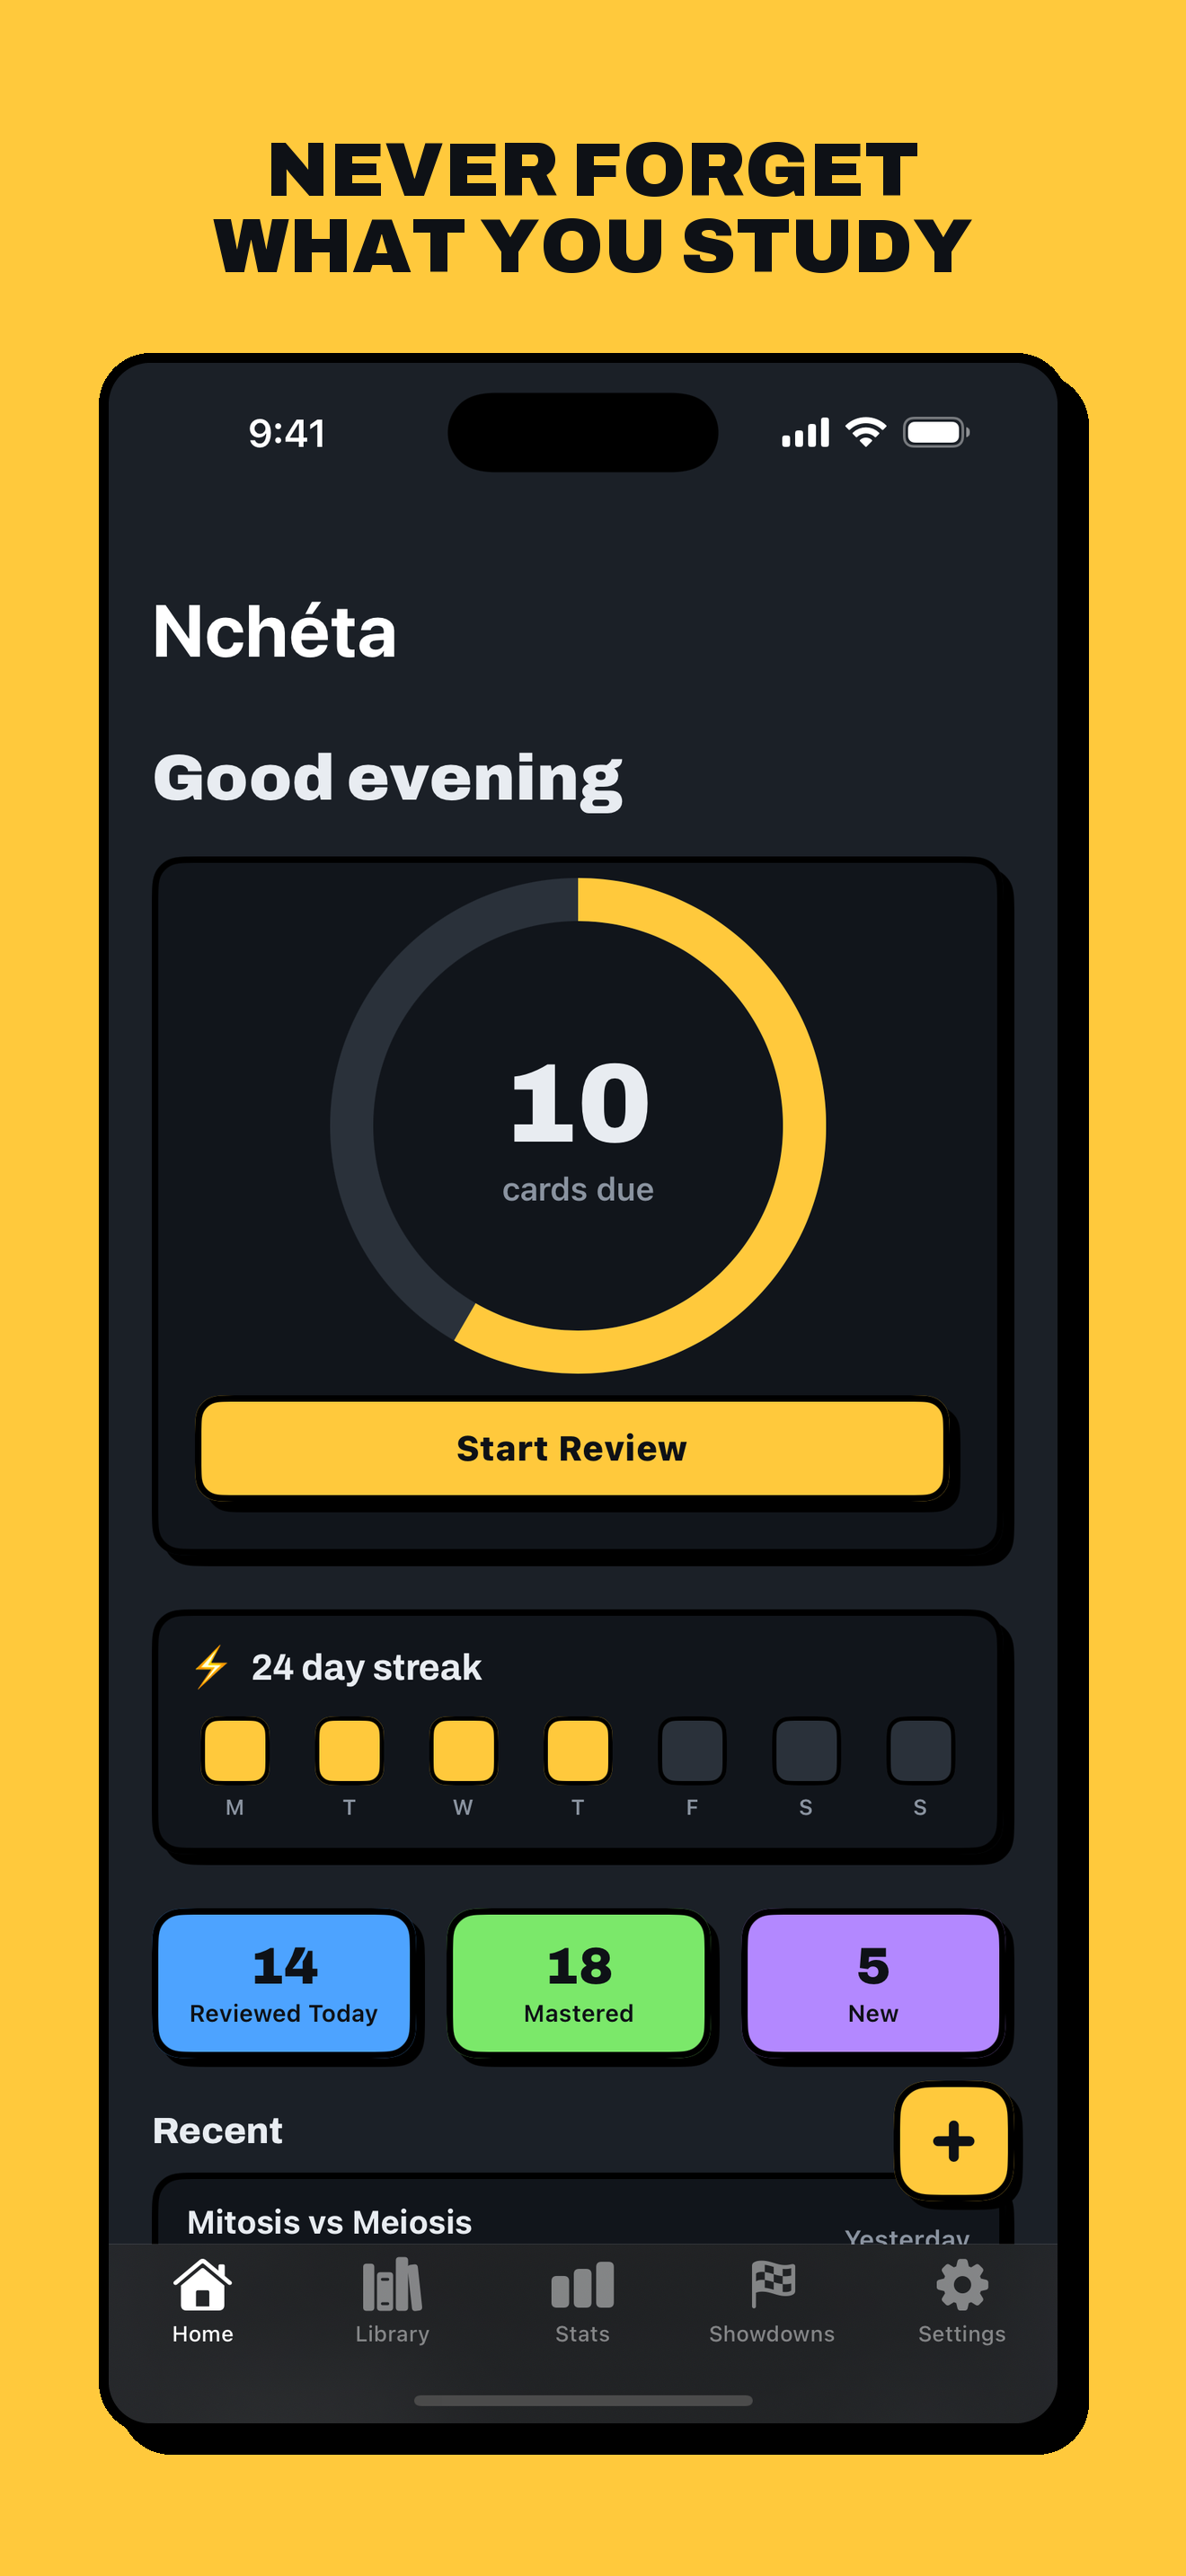 NEVER FORGET
WHAT YOU STUDY
9:41
Nchéta
Good evening
10
cards due
Start Review
⚡ 24 day streak
M T W T F S S
14 18 5
Reviewed Today Mastered New
Recent
+
Mitosis vs Meiosis
Yesterday
Home Library Stats Showdowns Settings